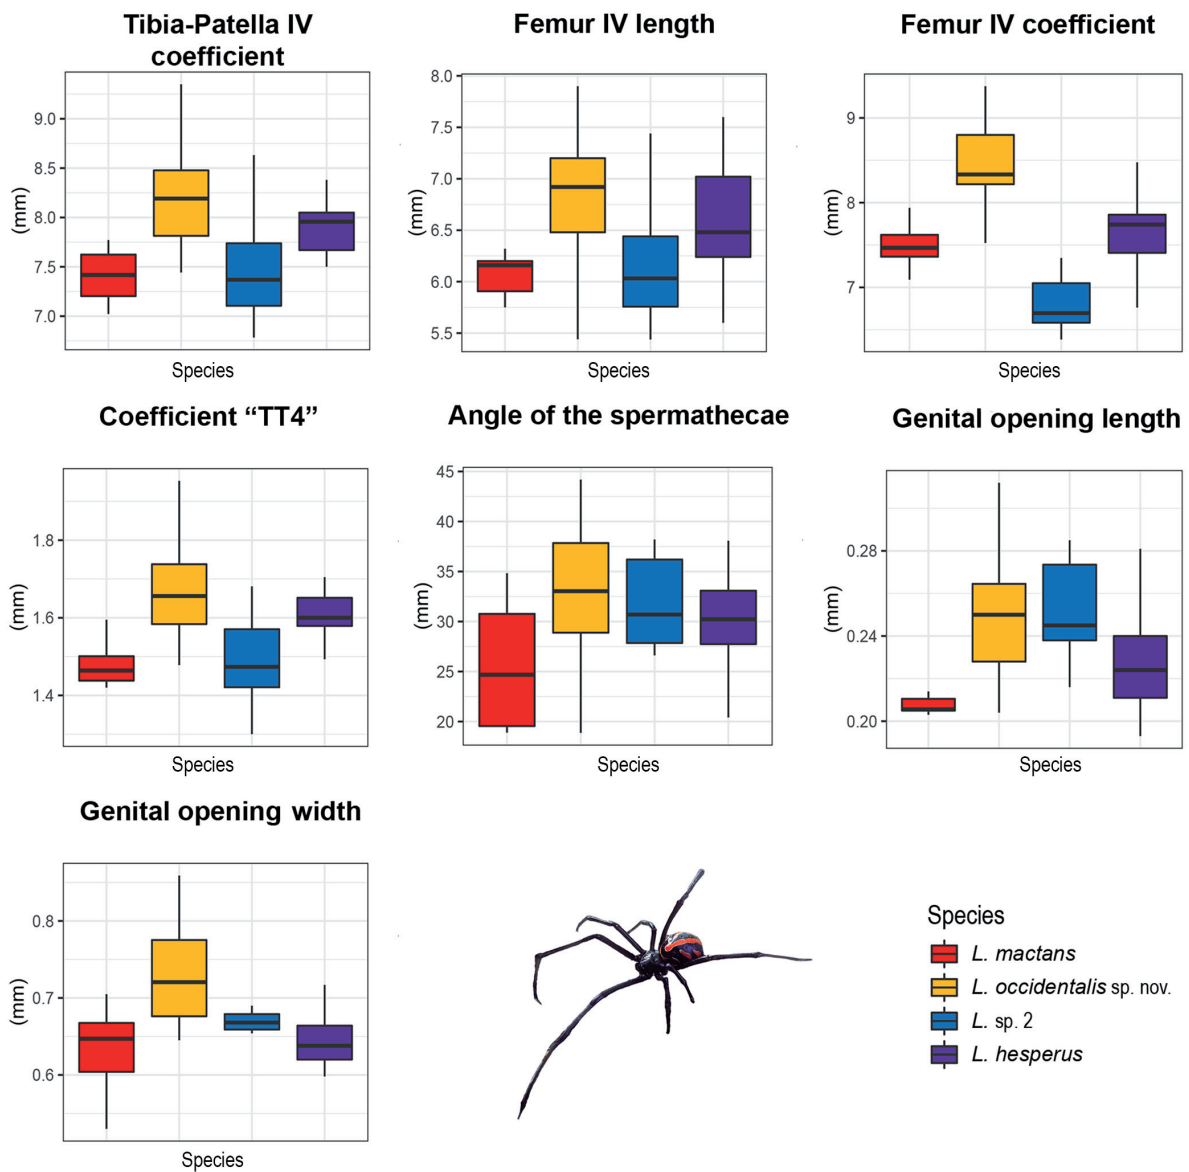 Tibia-Patella IV
coefficient
Femur IV length
Femur IV coefficient
(mm)
9.0
8.5
8.0
7.5
7.0
Species
(mm)
8.0
7.5
7.0
6.5
6.0
5.5
Species
(mm)
9
8
7
Species
Coefficient “TT4”
Angle of the spermathecae
Genital opening length
(mm)
1.8
1.6
1.4
Species
(mm)
45
40
35
30
25
20
Species
(mm)
0.28
0.24
0.20
Species
Genital opening width
(mm)
0.8
0.7
0.6
Species
Species
L. mactans
L. occidentalis sp. nov.
L. sp. 2
L. hesperus